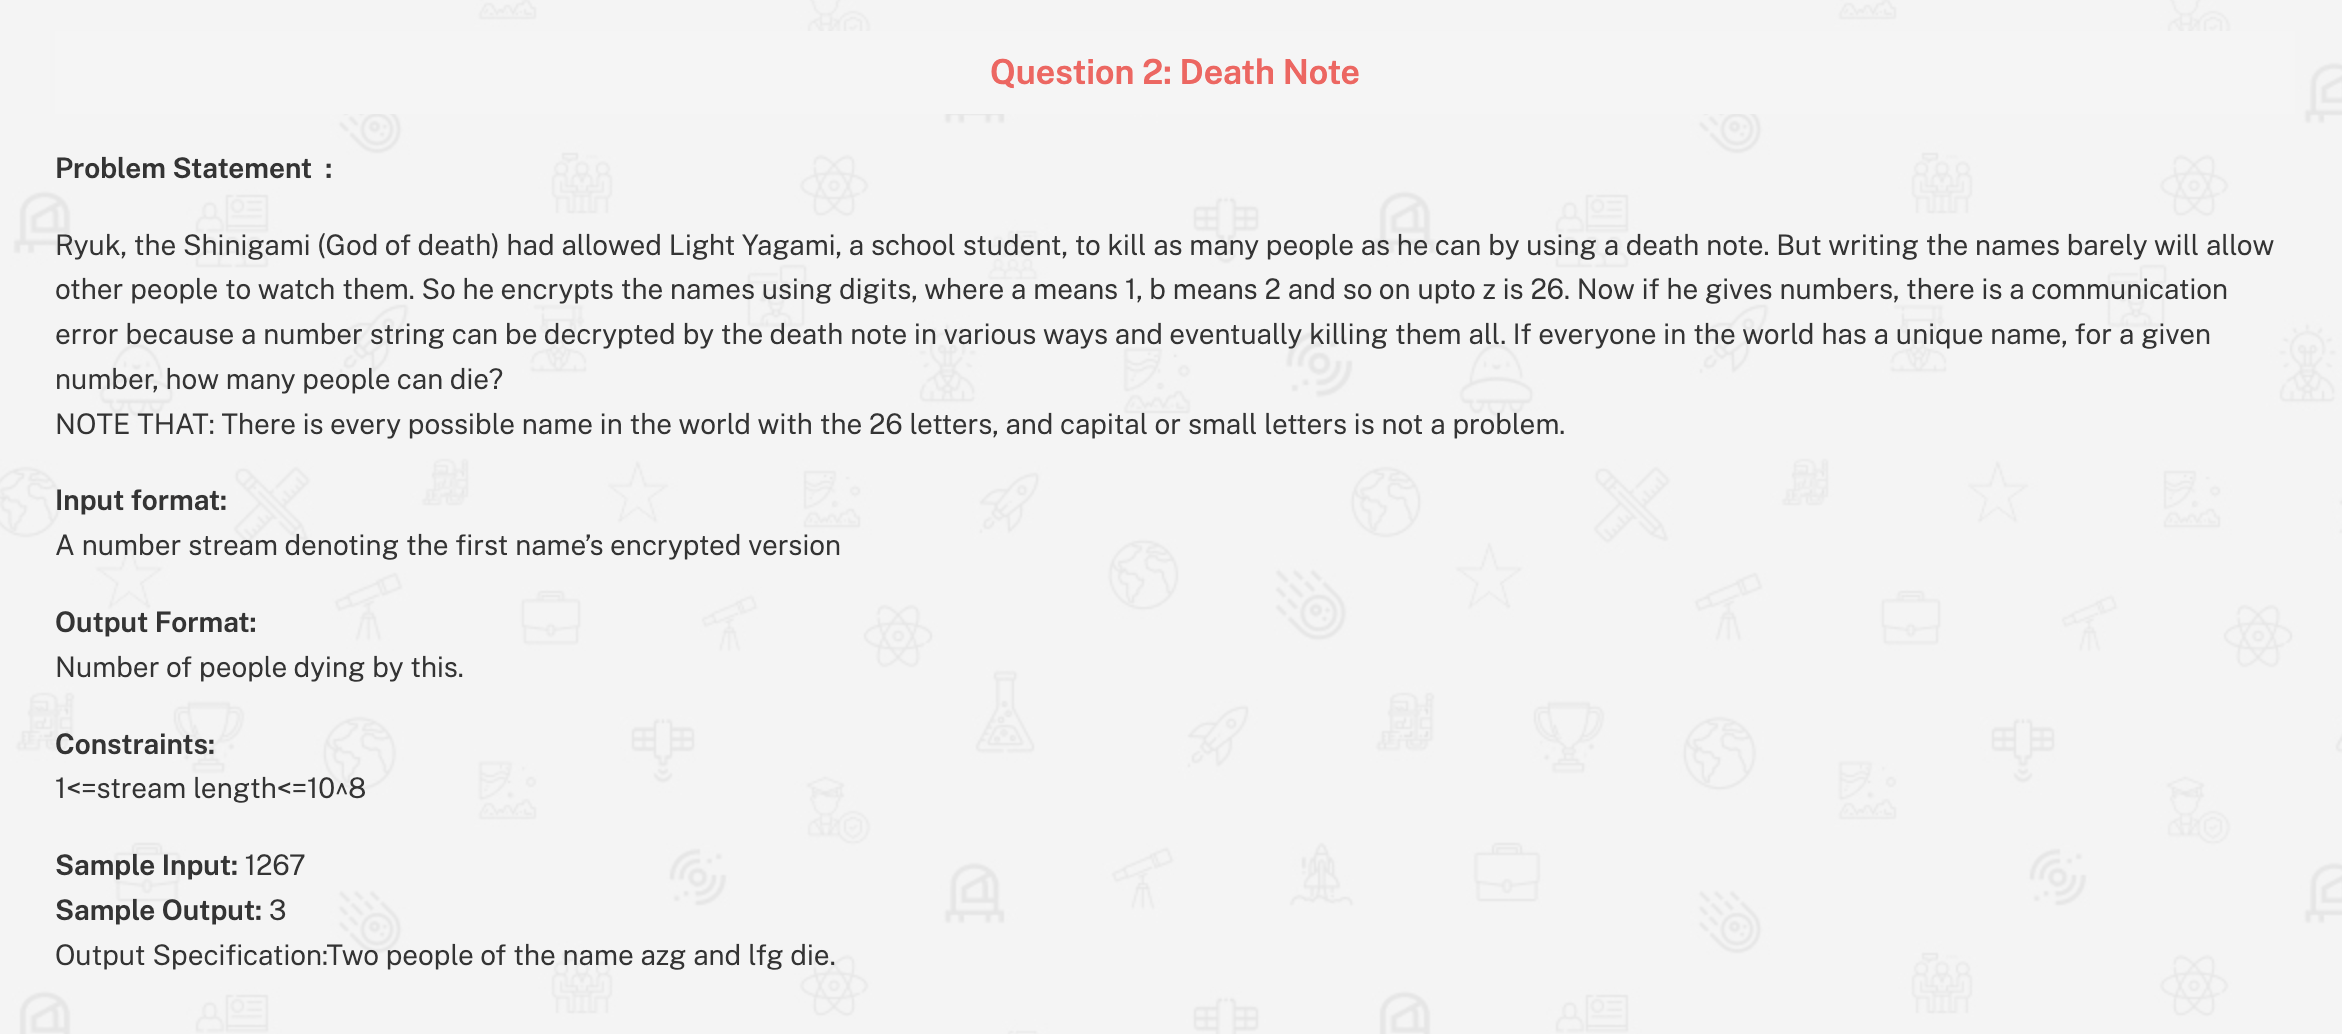 Question 2: Death Note
Problem Statement :
Ryuk, the Shinigami (God of death) had allowed Light Yagami, a school student, to kill as many people as he can by using a death note. But writing the names barely will allow
other people to watch them. So he encrypts the names using digits, where a means 1, b means 2 and so on upto z is 26. Now if he gives numbers, there is a communication
error because a number string can be decrypted by the death note in various ways and eventually killing them all. If everyone in the world has a unique name, for a given
number, how many people can die?
NOTE THAT: There is every possible name in the world with the 26 letters, and capital or small letters is not a problem.
Input format:
A number stream denoting the first name’s encrypted version
Output Format:
Number of people dying by this.
Constraints:
1<=stream length<=10^8
Sample Input: 1267
Sample Output: 3
Output Specification:Two people of the name azg and lfg die.